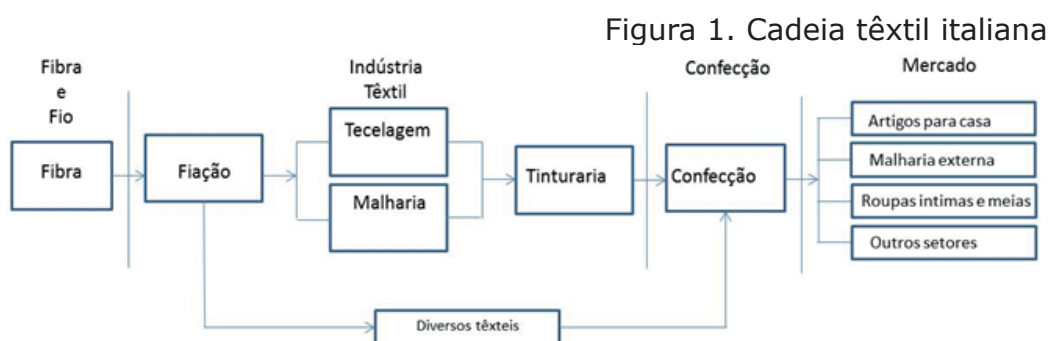 Figura 1. Cadeia têxtil italiana
Fibra
e
Fio
Indústria
Têxtil
Confecção
Mercado
Fibra
Fiação
Tecelagem
Malharia
Tinturaria
Confecção
Artigos para casa
Malharia externa
Roupas intimas e meias
Outros setores
Diversos têxteis